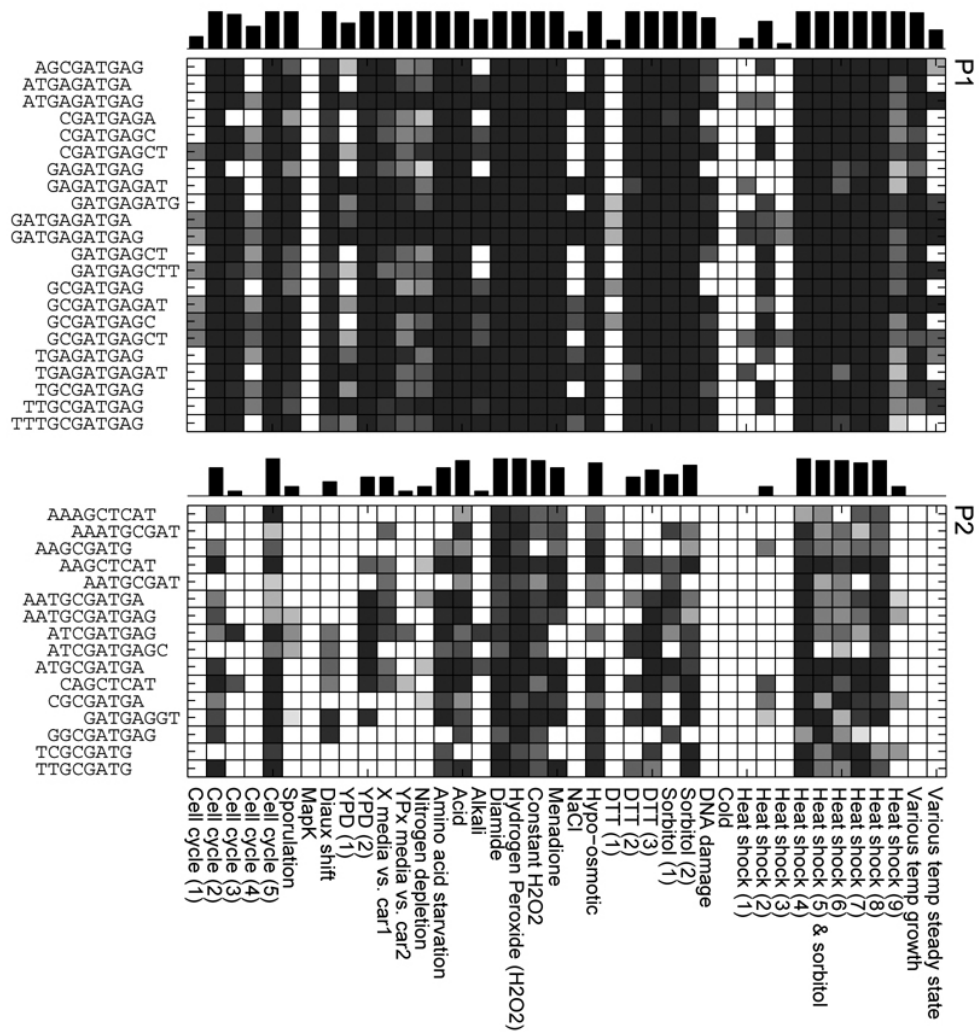 P1
AGCGATGAG
ATGAGATGA
ATGAGATGAG
CGATGAGA
CGATGAGC
CGATGAGCT
GAGATGAG
GAGATGAGAT
GATGAGATG
GATGAGATGA
GATGAGATGAG
GATGAGCT
GATGAGCTT
GCGATGAG
GCGATGAGAT
GCGATGAGC
GCGATGAGCT
TGAGATGAG
TGAGATGAGAT
TGCGATGAG
TTGCGATGAG
TTTGCGATGAG
P2
AAAGCTCAT
AAATGCGAT
AAGCGATG
AAGCTCAT
AATGCGAT
AATGCGATGA
AATGCGATGAG
ATCGATGAG
ATCGATGAGC
ATGCGATGA
CAGCTCAT
CGCGATGA
GATGAGGT
GGCGATGAG
TCGCGATG
TTGCGATG
Cell cycle (1)
Cell cycle (2)
Cell cycle (3)
Cell cycle (4)
Cell cycle (5)
Sporulation
MapK
Diaux shift
YPD (1)
YPD (2)
X media vs. car1
YPx media vs. car2
Nitrogen depletion
Amino acid starvation
Acid
Alkali
Diamide
Hydrogen Peroxide (H2O2)
Constant H2O2
Menadione
NaCl
Hypo-osmotic
DTT (1)
DTT (2)
DTT (3)
Sorbitol (1)
Sorbitol (2)
DNA damage
Cold
Heat shock (1)
Heat shock (2)
Heat shock (3)
Heat shock (4)
Heat shock (5) & sorbitol
Heat shock (6)
Heat shock (7)
Heat shock (8)
Heat shock (9)
Various temp growth
Various temp steady state